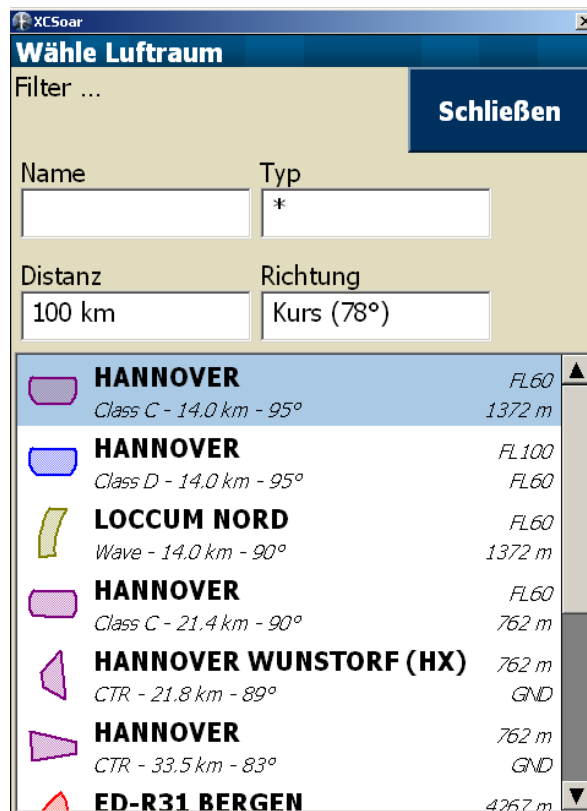 XCSoar
Wähle Luftraum
Filter ...
Schließen
Name
Typ
*
Distanz
Richtung
100 km
Kurs (78°)
HANNOVER FL60
Class C - 14.0 km - 95° 1372 m
HANNOVER FL100
Class D - 14.0 km - 95° FL60
LOCCUM NORD FL60
Wave - 14.0 km - 90° 1372 m
HANNOVER FL60
Class C - 21.4 km - 90° 762 m
HANNOVER WUNSTORF (HX) 762 m
CTR - 21.8 km - 89° GND
HANNOVER 762 m
CTR - 33.5 km - 83° GND
ED-R31 BERGEN 4267 m